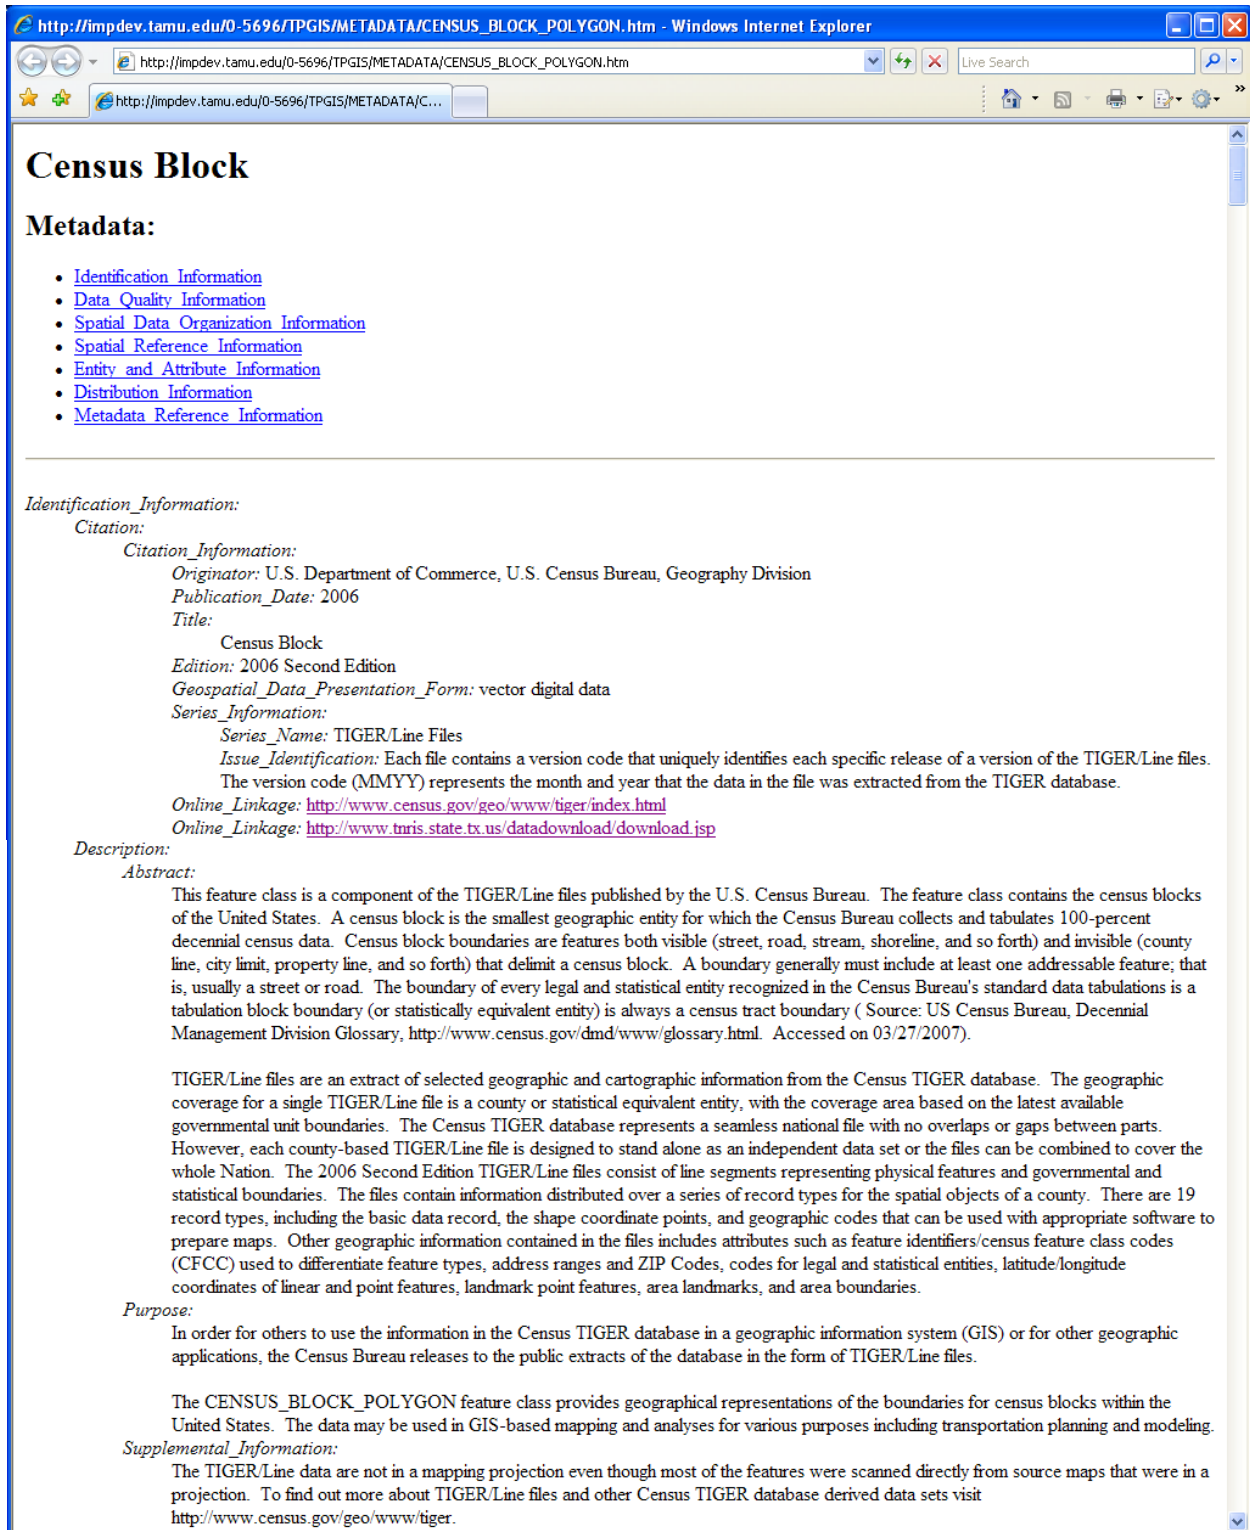 http://impdev.tamu.edu/0-5696/TPGIS/METADATA/CENSUS_BLOCK_POLYGON.htm - Windows Internet Explorer
http://impdev.tamu.edu/0-5696/TPGIS/METADATA/CENSUS_BLOCK_POLYGON.htm
Live Search
http://impdev.tamu.edu/0-5696/TPGIS/METADATA/C...
Census Block
Metadata:
• Identification_Information
• Data_Quality_Information
• Spatial_Data_Organization_Information
• Spatial_Reference_Information
• Entity_and_Attribute_Information
• Distribution_Information
• Metadata_Reference_Information
Identification_Information:
Citation:
Citation_Information:
Originator: U.S. Department of Commerce, U.S. Census Bureau, Geography Division
Publication_Date: 2006
Title:
Census Block
Edition: 2006 Second Edition
Geospatial_Data_Presentation_Form: vector digital data
Series_Information:
Series_Name: TIGER/Line Files
Issue_Identification: Each file contains a version code that uniquely identifies each specific release of a version of the TIGER/Line files.
The version code (MMYY) represents the month and year that the data in the file was extracted from the TIGER database.
Online_Linkage: http://www.census.gov/geo/www/tiger/index.html
Online_Linkage: http://www.tnris.state.tx.us/datadownload/download.jsp
Description:
Abstract:
This feature class is a component of the TIGER/Line files published by the U.S. Census Bureau. The feature class contains the census blocks
of the United States. A census block is the smallest geographic entity for which the Census Bureau collects and tabulates 100-percent
decennial census data. Census block boundaries are features both visible (street, road, stream, shoreline, and so forth) and invisible (county
line, city limit, property line, and so forth) that delimit a census block. A boundary generally must include at least one addressable feature; that
is, usually a street or road. The boundary of every legal and statistical entity recognized in the Census Bureau's standard data tabulations is a
tabulation block boundary (or statistically equivalent entity) is always a census tract boundary ( Source: US Census Bureau, Decennial
Management Division Glossary, http://www.census.gov/dmd/www/glossary.html. Accessed on 03/27/2007).
TIGER/Line files are an extract of selected geographic and cartographic information from the Census TIGER database. The geographic
coverage for a single TIGER/Line file is a county or statistical equivalent entity, with the coverage area based on the latest available
governmental unit boundaries. The Census TIGER database represents a seamless national file with no overlaps or gaps between parts.
However, each county-based TIGER/Line file is designed to stand alone as an independent data set or the files can be combined to cover the
whole Nation. The 2006 Second Edition TIGER/Line files consist of line segments representing physical features and governmental and
statistical boundaries. The files contain information distributed over a series of record types for the spatial objects of a county. There are 19
record types, including the basic data record, the shape coordinate points, and geographic codes that can be used with appropriate software to
prepare maps. Other geographic information contained in the files includes attributes such as feature identifiers/census feature class codes
(CFCC) used to differentiate feature types, address ranges and ZIP Codes, codes for legal and statistical entities, latitude/longitude
coordinates of linear and point features, landmark point features, area landmarks, and area boundaries.
Purpose:
In order for others to use the information in the Census TIGER database in a geographic information system (GIS) or for other geographic
applications, the Census Bureau releases to the public extracts of the database in the form of TIGER/Line files.
The CENSUS_BLOCK_POLYGON feature class provides geographical representations of the boundaries for census blocks within the
United States. The data may be used in GIS-based mapping and analyses for various purposes including transportation planning and modeling.
Supplemental_Information:
The TIGER/Line data are not in a mapping projection even though most of the features were scanned directly from source maps that were in a
projection. To find out more about TIGER/Line files and other Census TIGER database derived data sets visit
http://www.census.gov/geo/www/tiger.